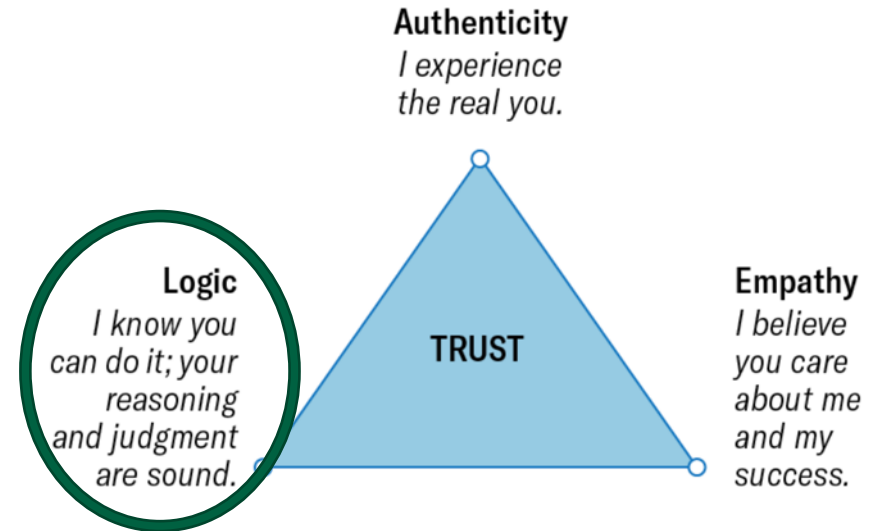 Authenticity
I experience
the real you.
Logic
I know you
can do it; your
reasoning
and judgment
are sound.
TRUST
Empathy
I believe
you care
about me
and my
success.